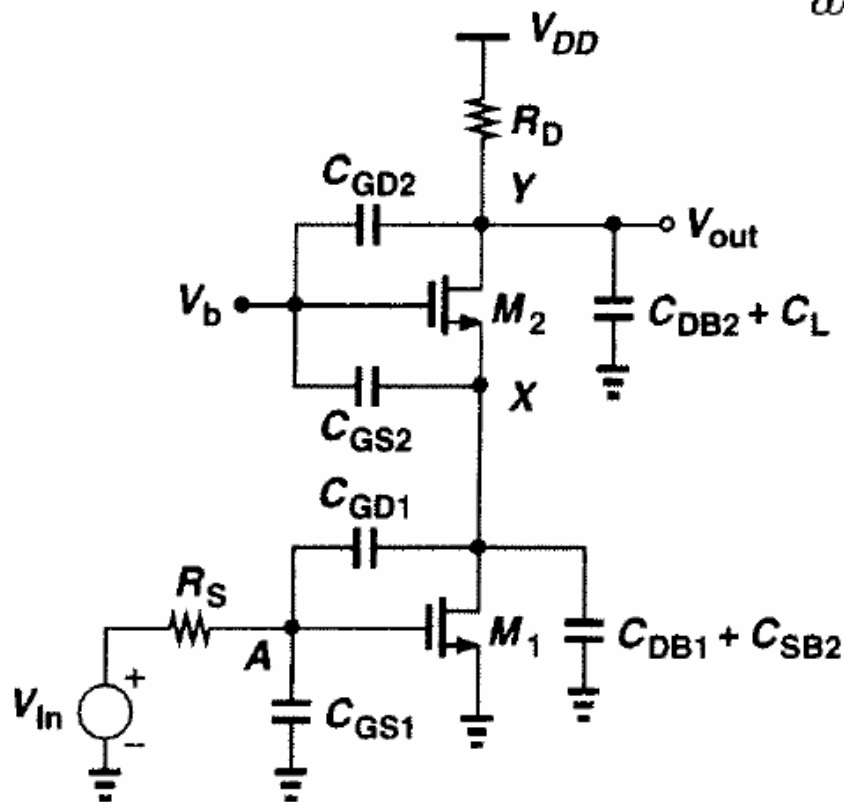 V_DD
R_D
C_GD2
Y
V_out
V_b
M_2
C_DB2 + C_L
C_GS2
X
C_GD1
R_S
A
M_1
C_DB1 + C_SB2
V_in
+
−
C_GS1